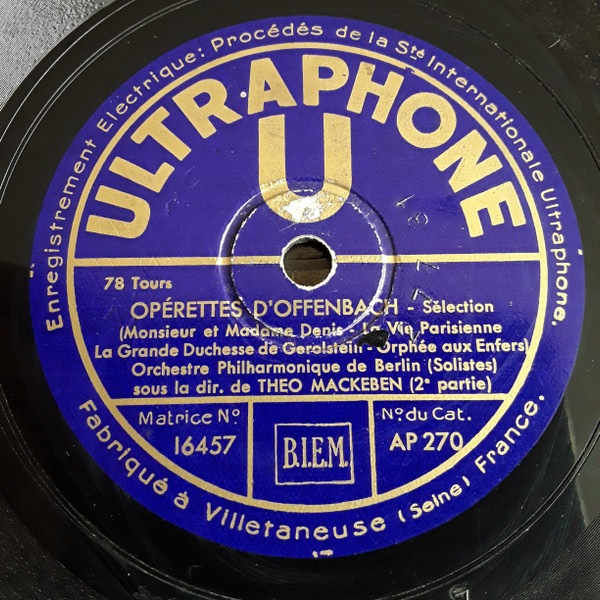 Enregistrement Electrique: Procédés de la Sté Internationale Ultraphone.
ULTRAPHONE
U
78 Tours
OPÉRETTES D'OFFENBACH - Sélection
(Monsieur et Madame Denis - La Vie Parisienne
La Grande Duchesse de Gerolstein - Orphée aux Enfers)
Orchestre Philharmonique de Berlin (Solistes)
sous la dir. de THEO MACKEBEN (2e partie)
Matrice No
16457
B.I.E.M.
No du Cat.
AP 270
Fabriqué à Villetaneuse (Seine) France.